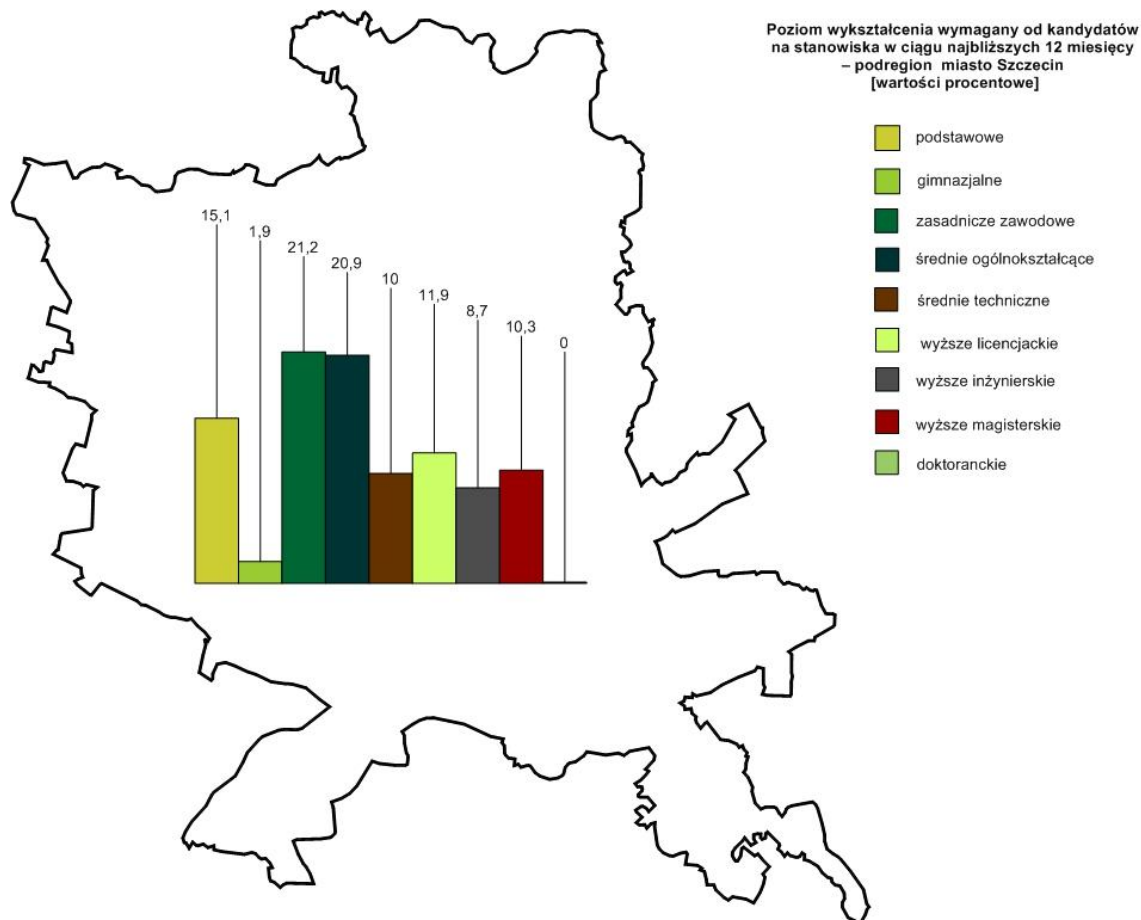 Poziom wykształcenia wymagany od kandydatów
na stanowiska w ciągu najbliższych 12 miesięcy
– podregion miasto Szczecin
[wartości procentowe]
podstawowe
gimnazjalne
zasadnicze zawodowe
średnie ogólnokształcące
średnie techniczne
wyższe licencjackie
wyższe inżynierskie
wyższe magisterskie
doktoranckie
15,1
1,9
21,2
20,9
10
11,9
8,7
10,3
0